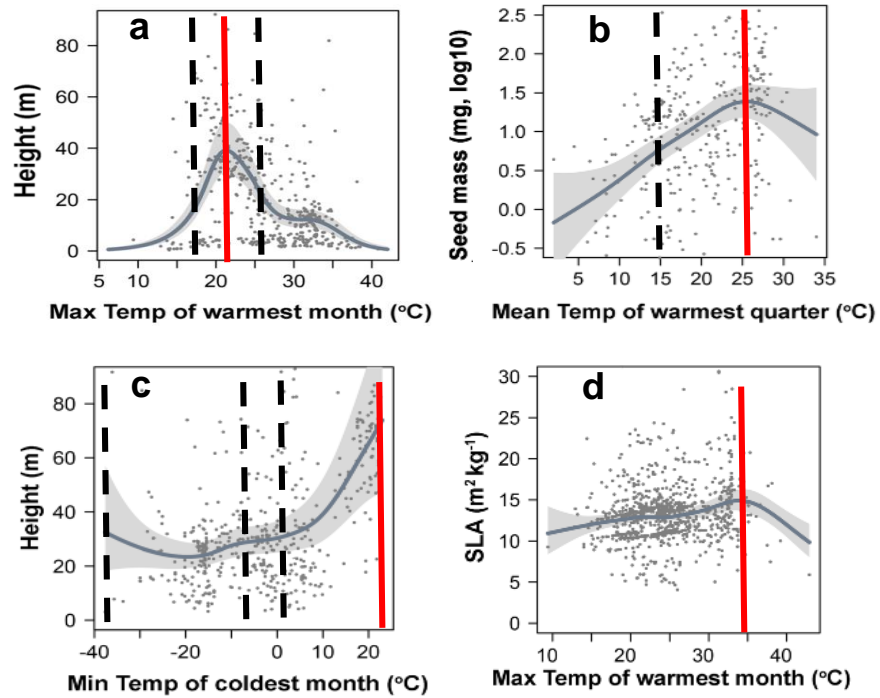 a
Height (m)
80
60
40
20
0
5 10 20 30 40
Max Temp of warmest month (°C)
b
Seed mass (mg, log10)
2.5
2.0
1.5
1.0
0.5
0.0
-0.5
5 10 15 20 25 30 35
Mean Temp of warmest quarter (°C)
c
Height (m)
80
60
40
20
0
-40 -20 0 10 20
Min Temp of coldest month (°C)
d
SLA (m² kg⁻¹)
30
25
20
15
10
5
0
10 20 30 40
Max Temp of warmest month (°C)